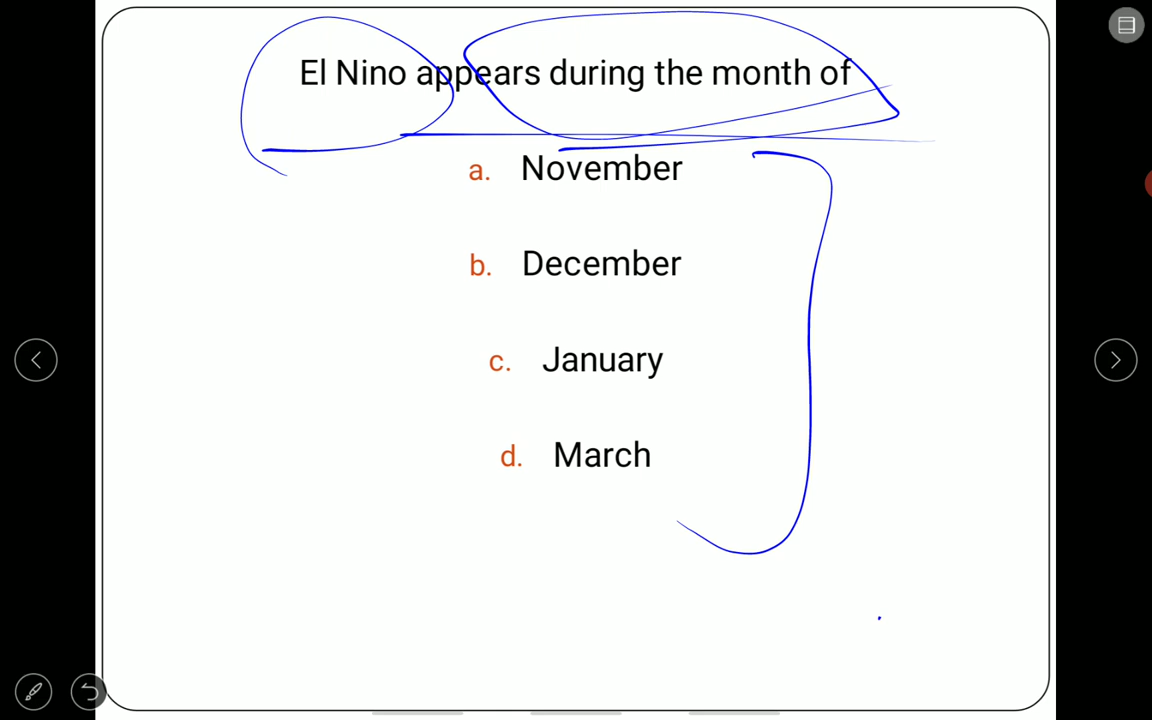 El Nino appears during the month of
a. November
b. December
c. January
d. March